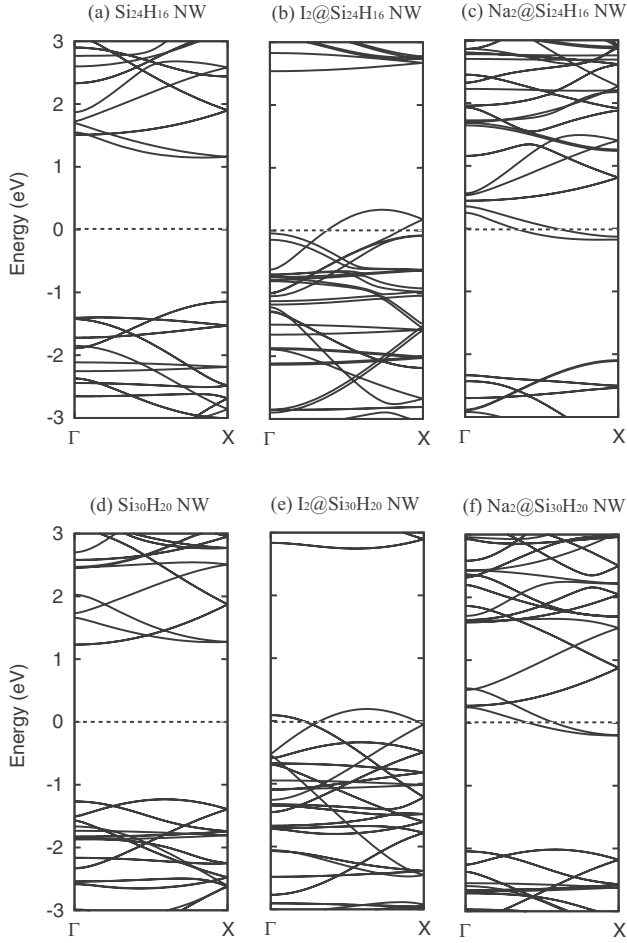 (a) Si24H16 NW
(b) I2@Si24H16 NW
(c) Na2@Si24H16 NW
Energy (eV)
3
2
1
0
-1
-2
-3
Γ X
Γ X
Γ X
(d) Si30H20 NW
(e) I2@Si30H20 NW
(f) Na2@Si30H20 NW
Energy (eV)
3
2
1
0
-1
-2
-3
Γ X
Γ X
Γ X